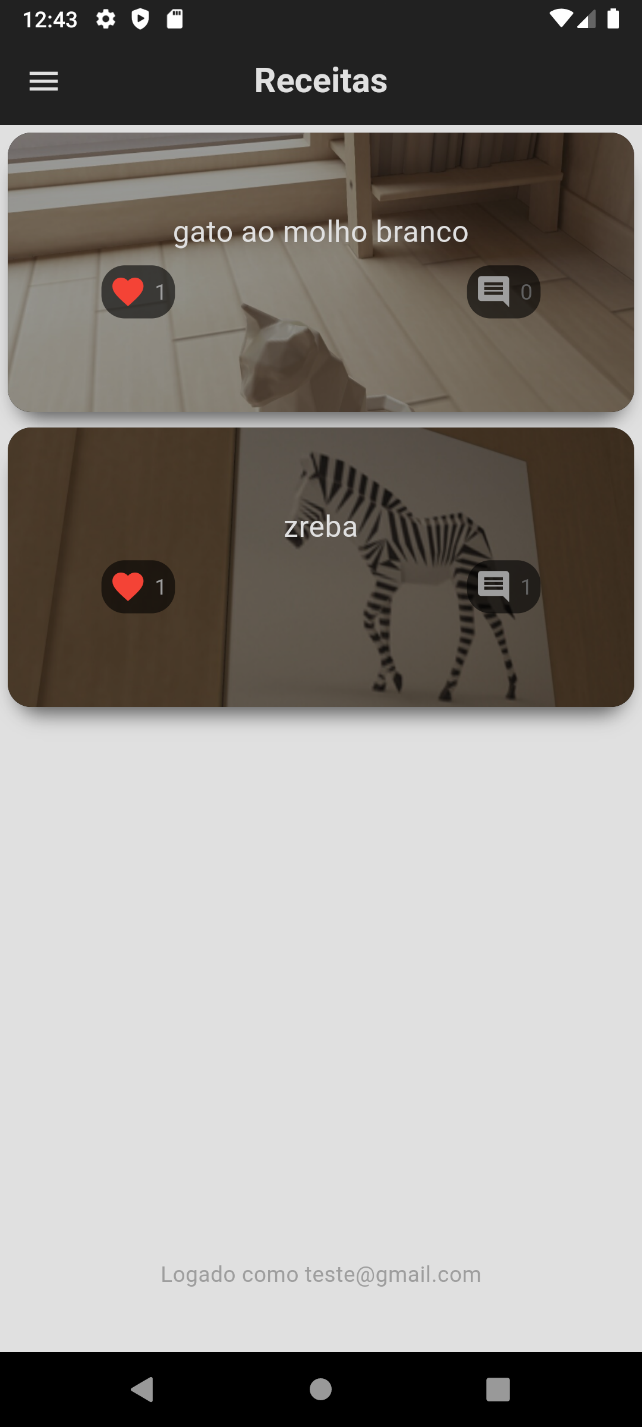 12:43
Receitas
gato ao molho branco
1
0
zreba
1
1
Logado como teste@gmail.com